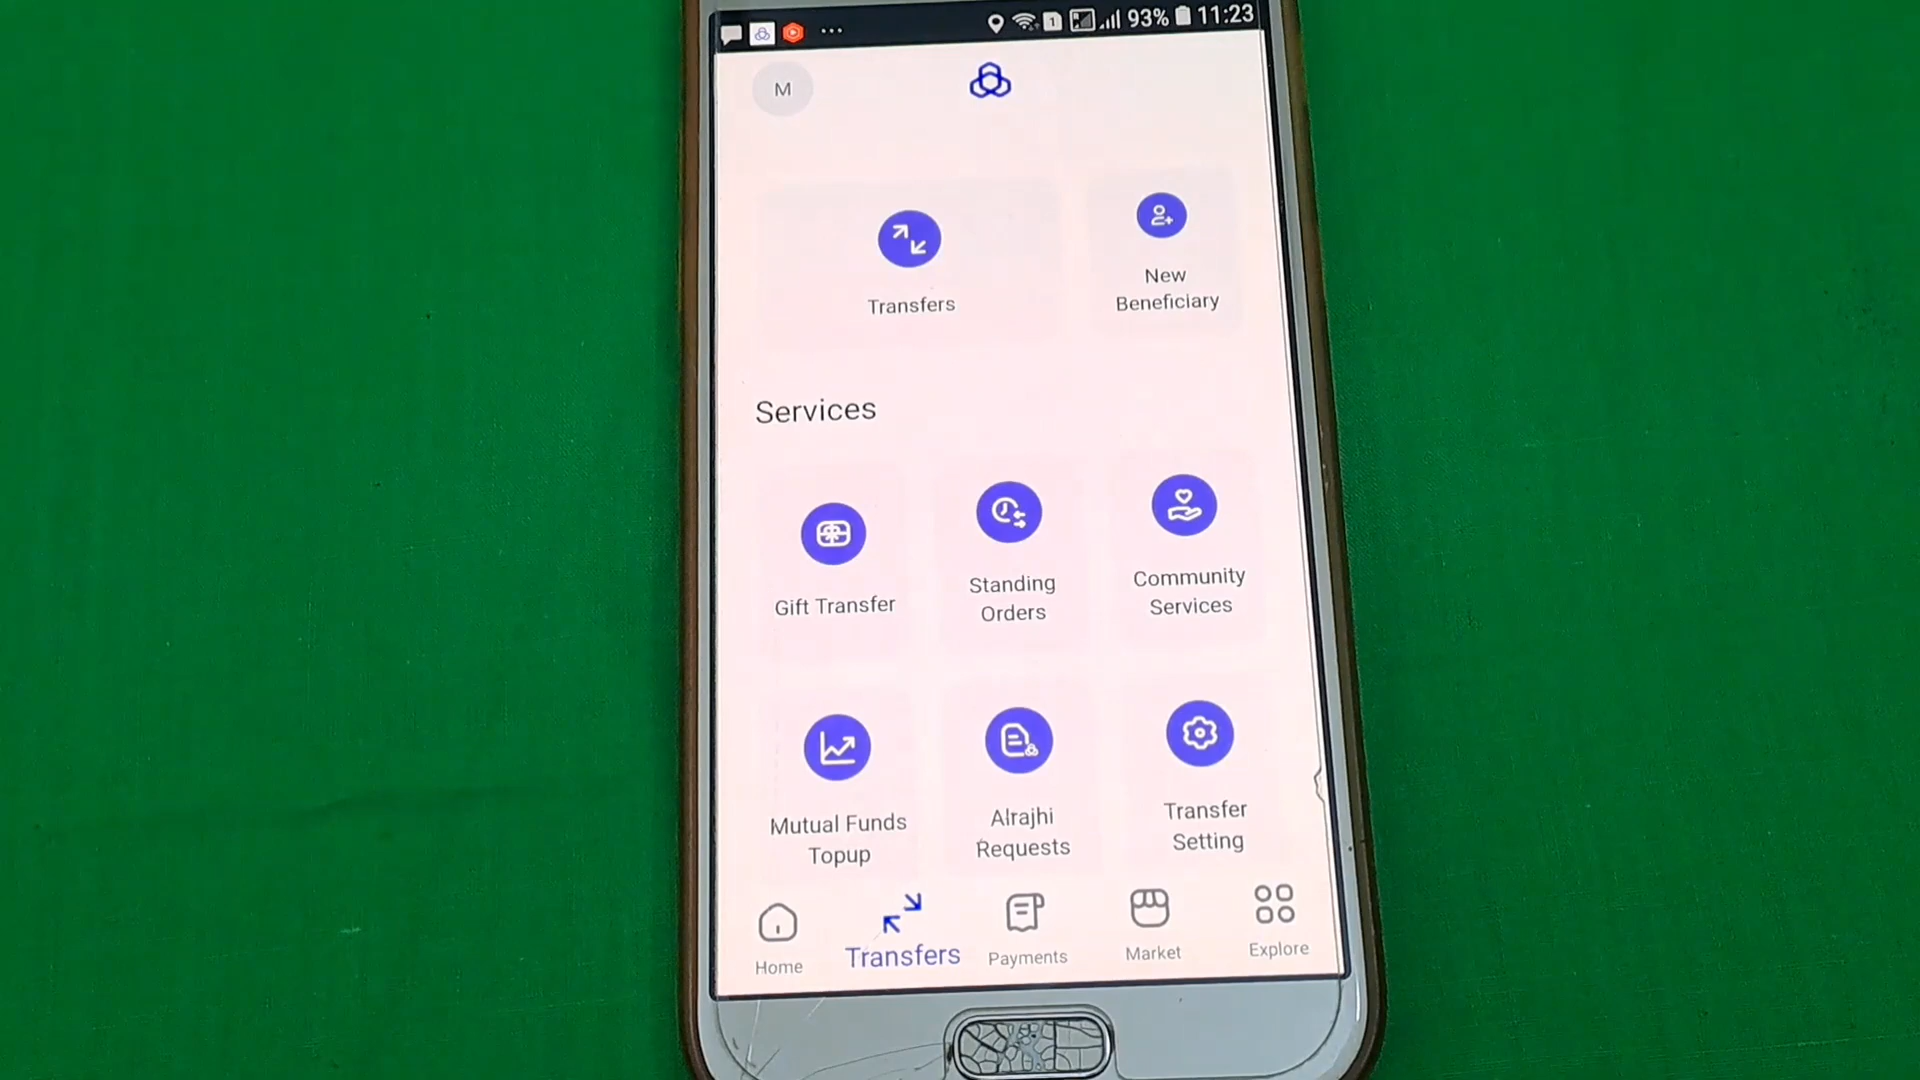 1 93% 11:23
M
Transfers
New
Beneficiary
Services
Gift Transfer
Standing
Orders
Community
Services
Mutual Funds
Topup
Alrajhi
Requests
Transfer
Setting
Home
Transfers
Payments
Market
Explore